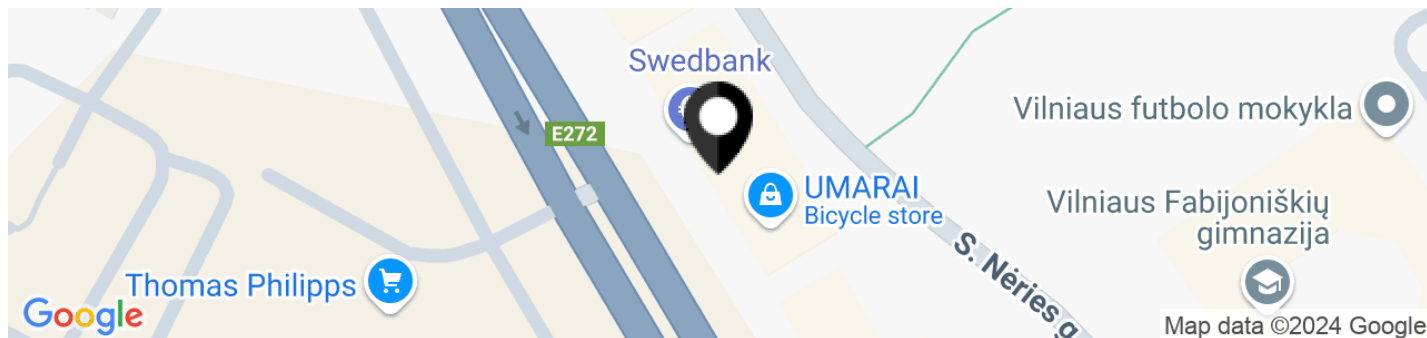 Swedbank
Vilniaus futbolo mokykla
E272
UMARAI
Bicycle store
Vilniaus Fabijoniškių
gimnazija
S. Nėries g
Thomas Philipps
Google
Map data ©2024 Google